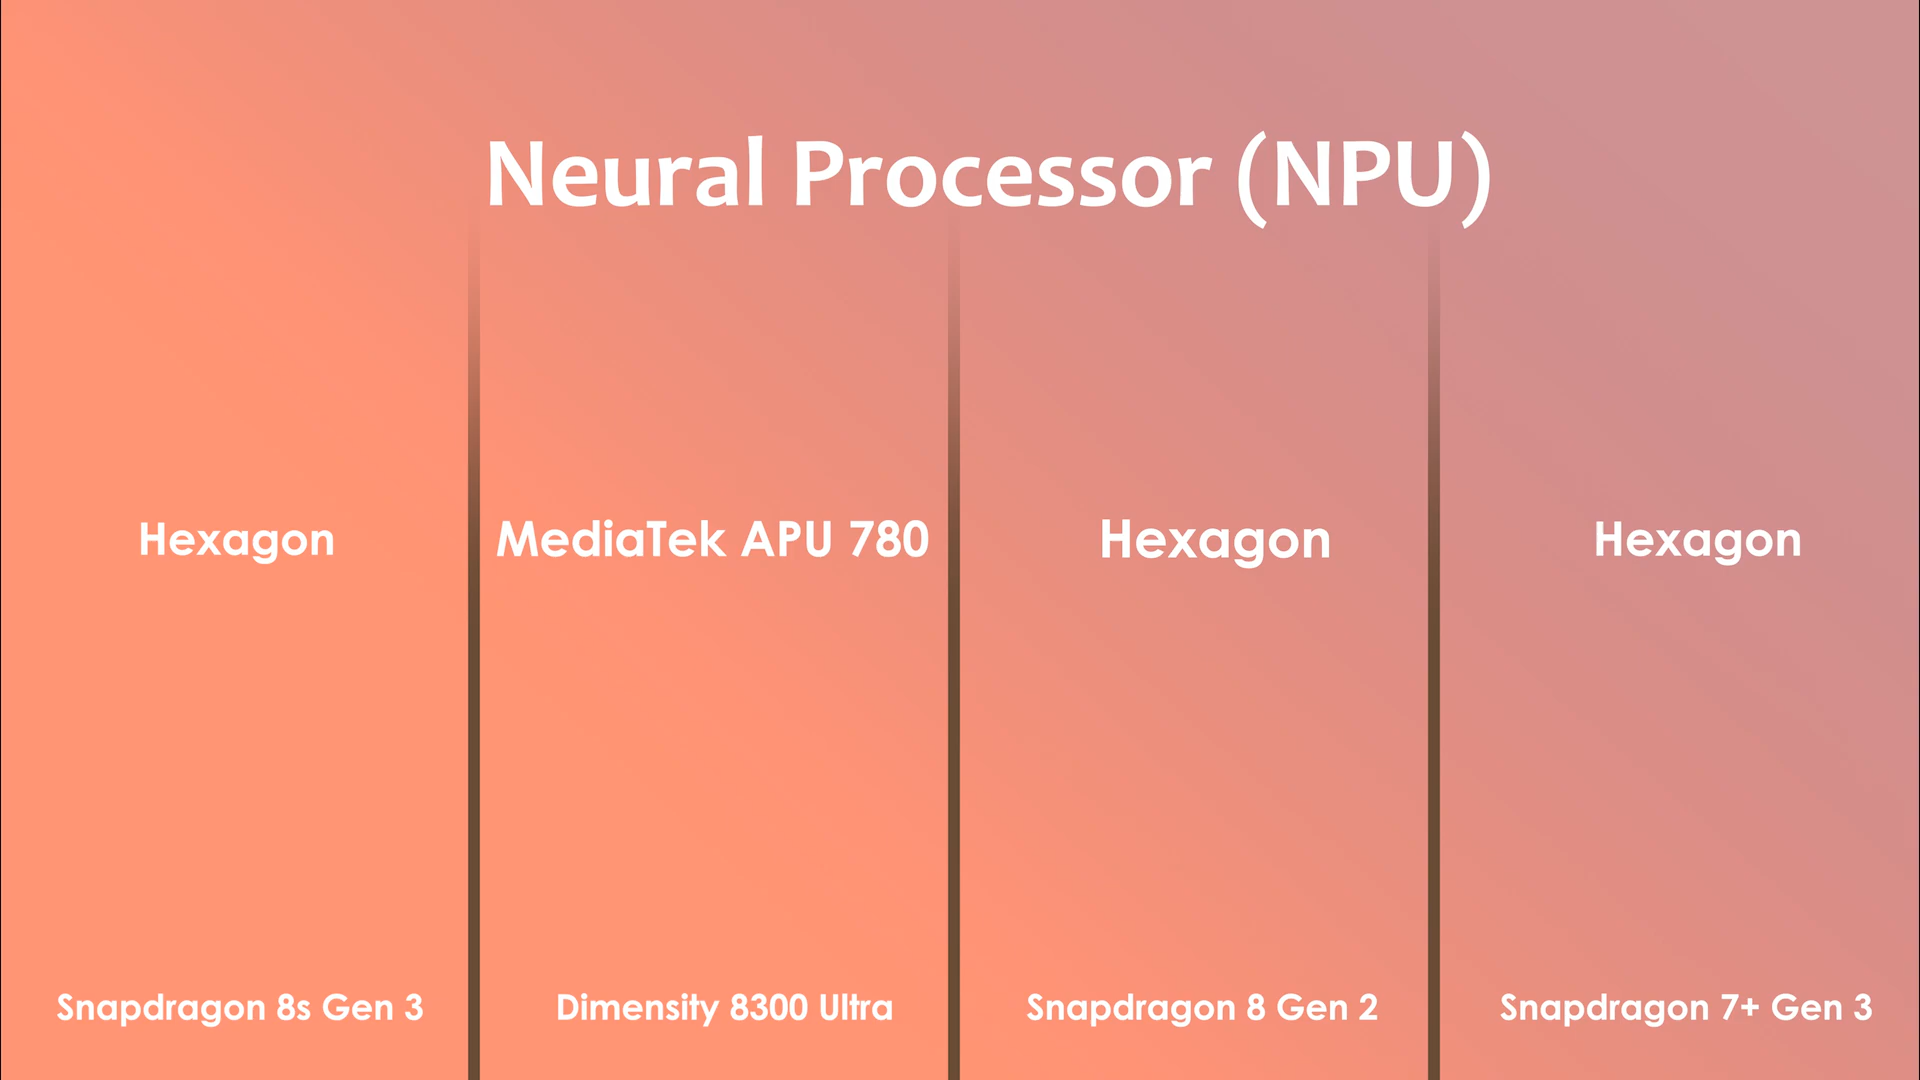 Neural Processor (NPU)
Hexagon
MediaTek APU 780
Hexagon
Hexagon
Snapdragon 8s Gen 3
Dimensity 8300 Ultra
Snapdragon 8 Gen 2
Snapdragon 7+ Gen 3